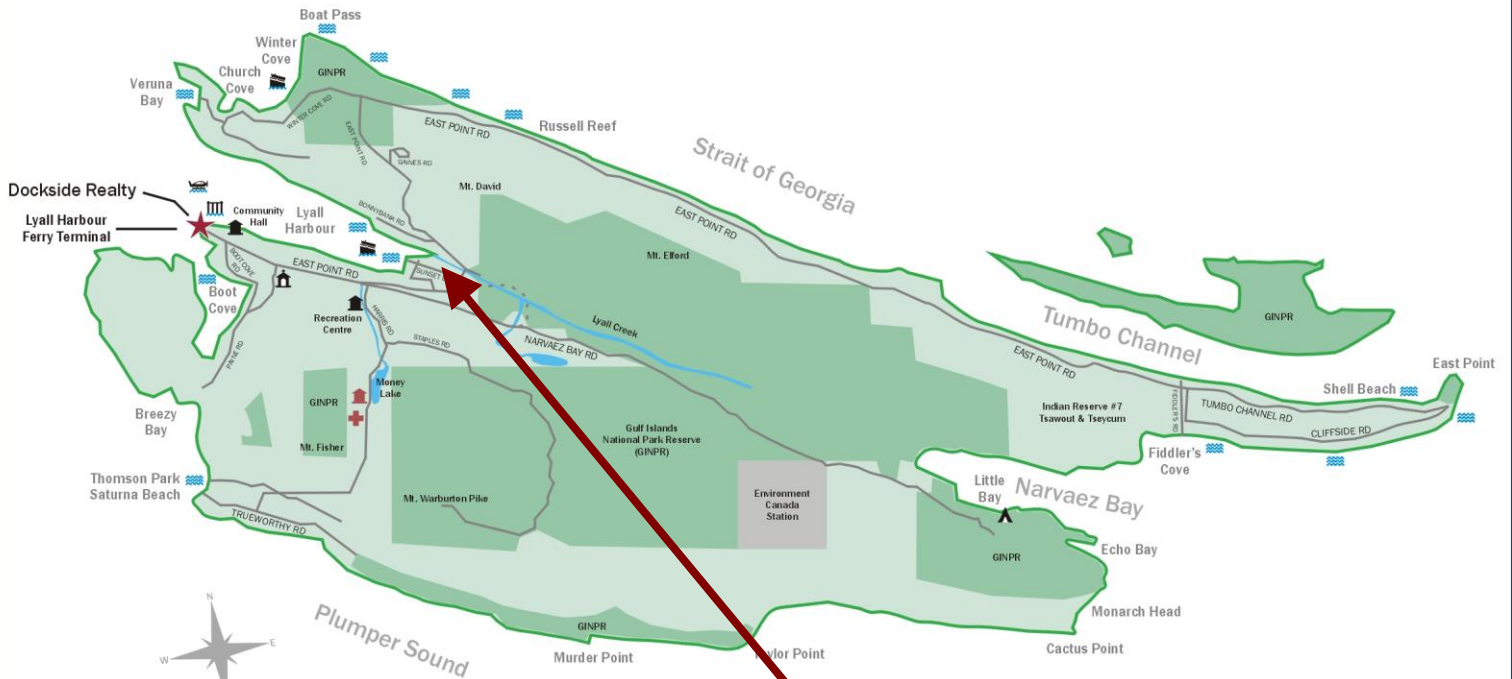 Boat Pass
Winter
Cove
Church
Cove
Veruna
Bay
GINPR
WINTER COVE RD
EAST POINT RD
EAST POINT RD
Russell Reef
GAINES RD
Mt. David
Strait of Georgia
Dockside Realty
Lyall Harbour
Ferry Terminal
Community
Hall
Lyall
Harbour
BONNYBANK RD
EAST POINT RD
Mt. Elford
BOOT COVE
RD
EAST POINT RD
SUNSET
Boot
Cove
Recreation
Centre
HARRIS RD
STAPLES RD
NARVAEZ BAY RD
Lyall Creek
Tumbo Channel
GINPR
EAST POINT RD
East Point
Shell Beach
PAYNE RD
Money
Lake
GINPR
Mt. Fisher
Breezy
Bay
Indian Reserve #7
Tsawout & Tseycum
FIDDLERS RD
TUMBO CHANNEL RD
CLIFFSIDE RD
Gulf Islands
National Park Reserve
(GINPR)
Fiddler's
Cove
Thomson Park
Saturna Beach
Mt. Warburton Pike
Environment
Canada
Station
Little
Bay
Narvaez Bay
TRUEWORTHY RD
GINPR
Echo Bay
Monarch Head
Cactus Point
N
E
W
Plumper Sound
GINPR
Murder Point
Point